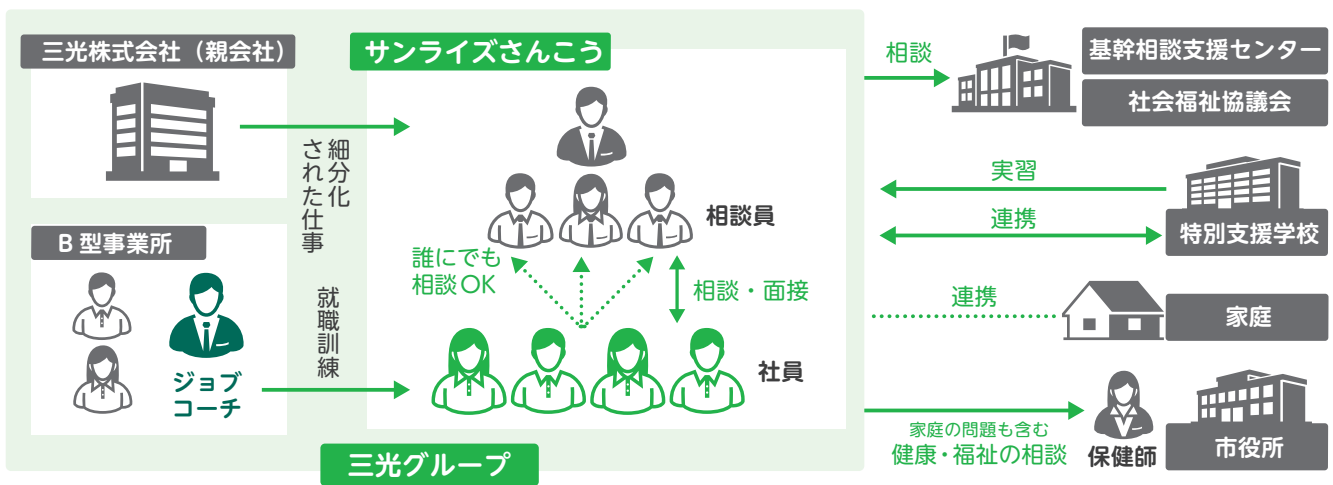 三光株式会社（親会社）
サンライズさんこう
細分化
された仕事
B型事業所
ジョブ
コーチ
就職訓練
相談員
誰にでも
相談OK
相談・面接
社員
三光グループ
相談
基幹相談支援センター
社会福祉協議会
実習
連携
特別支援学校
連携
家庭
家庭の問題も含む
健康・福祉の相談
保健師
市役所